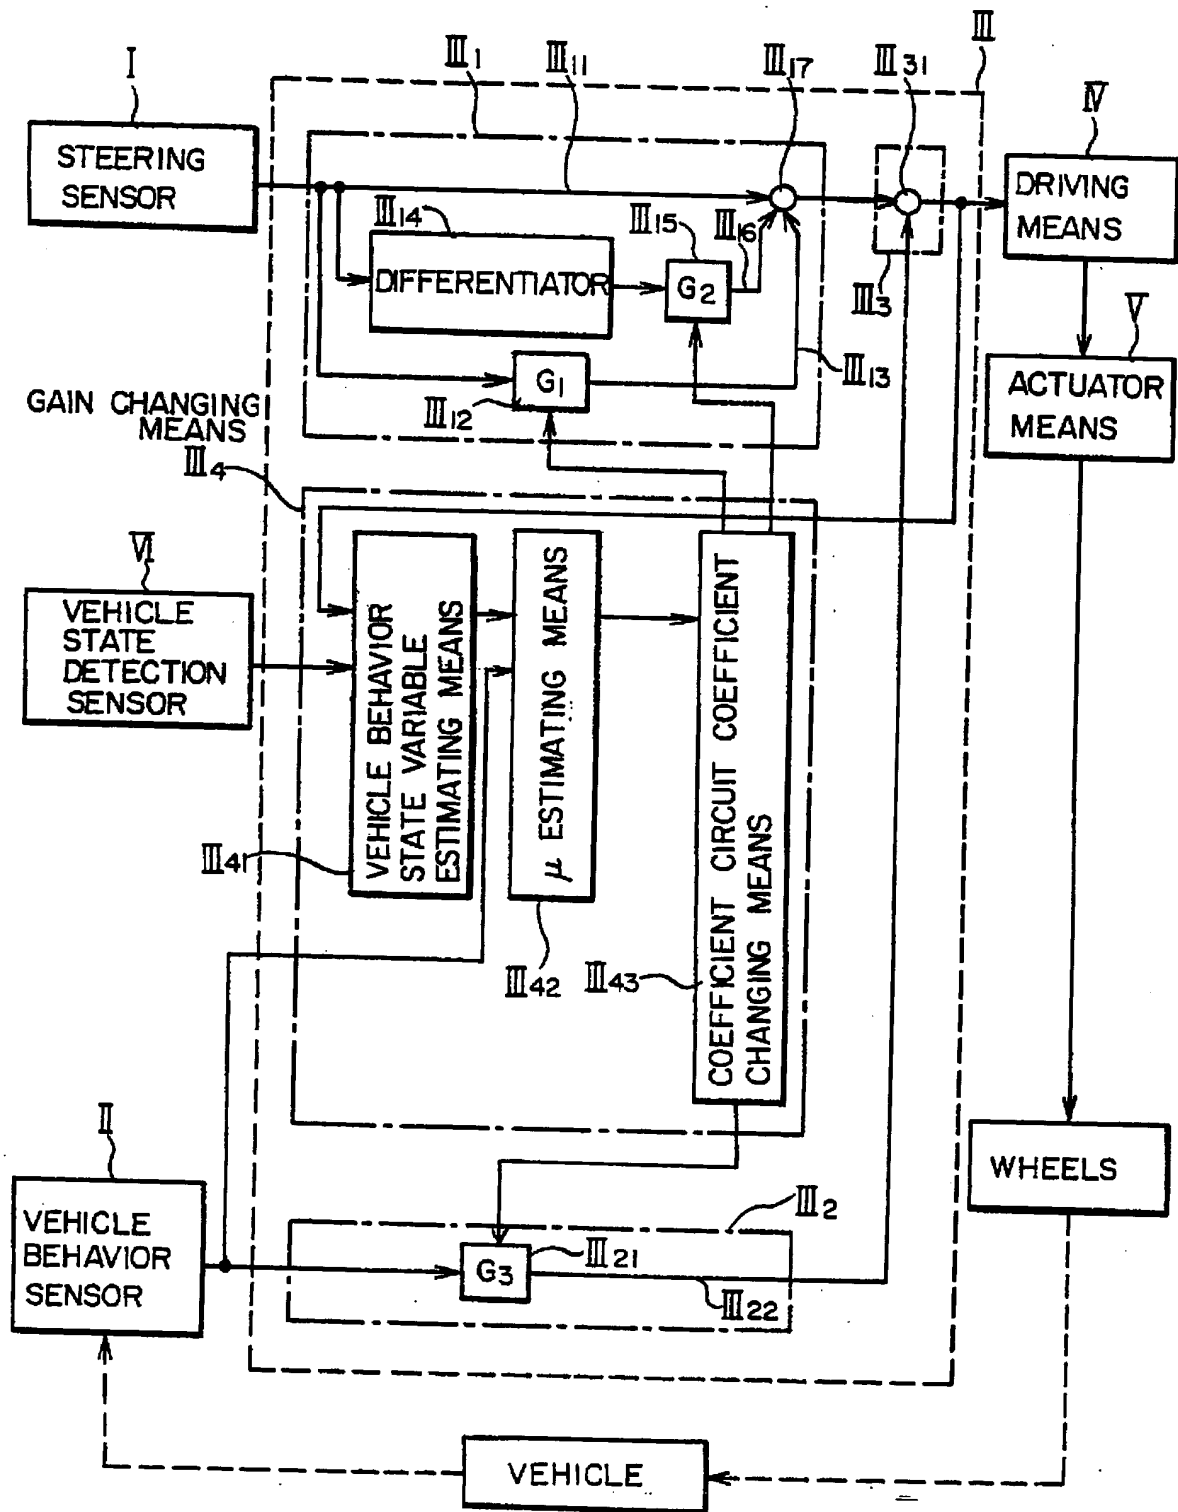 I
III1
III11
III17
III31
III
IV
STEERING
SENSOR
DRIVING
MEANS
III14
DIFFERENTIATOR
III15
G2
III16
III3
V
G1
III12
III13
ACTUATOR
MEANS
GAIN CHANGING
MEANS
III4
VI
VEHICLE
STATE
DETECTION
SENSOR
VEHICLE BEHAVIOR
STATE VARIABLE
ESTIMATING MEANS
μ ESTIMATING MEANS
COEFFICIENT CIRCUIT COEFFICIENT
CHANGING MEANS
III41
III42
III43
II
VEHICLE
BEHAVIOR
SENSOR
WHEELS
III2
G3
III21
III22
VEHICLE